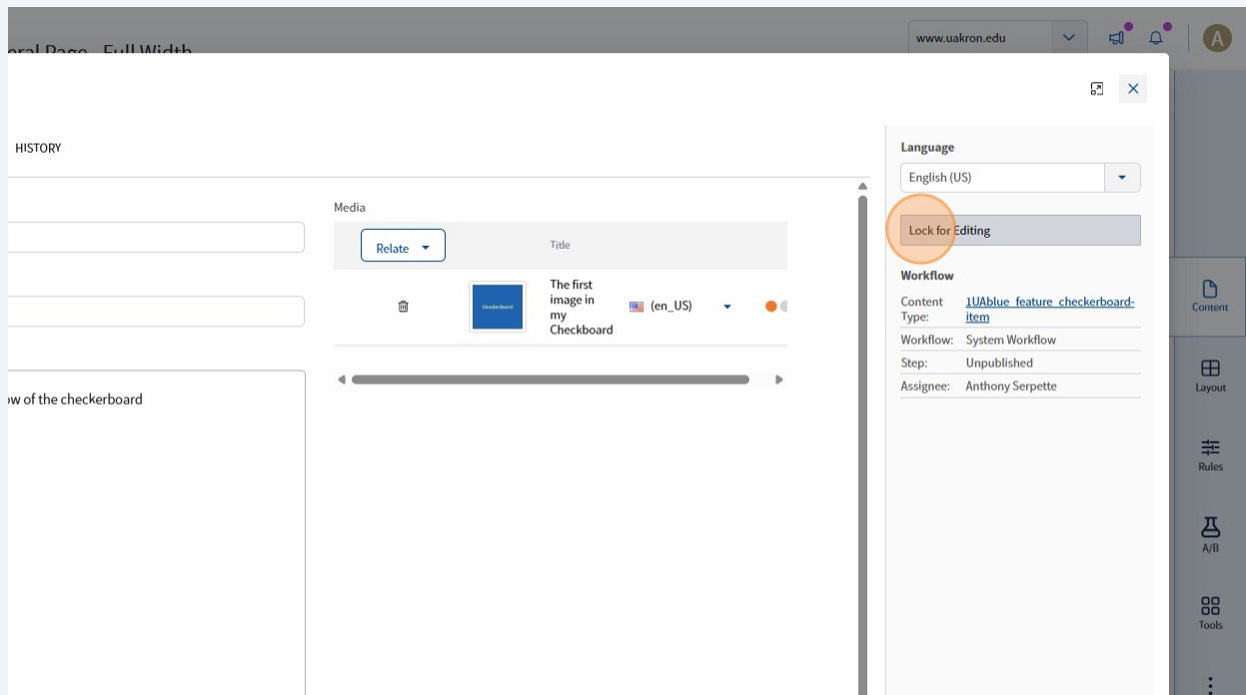 eral Page - Full Width
www.uakron.edu
A
HISTORY
Language
English (US)
Media
Relate
Title
Lock for Editing
Checkerboard
The first
image in
my
Checkboard
(en_US)
Workflow
Content
Type:
1UAblue_feature_checkerboard-
item
Workflow: System Workflow
Step: Unpublished
Assignee: Anthony Serpette
ow of the checkerboard
Content
Layout
Rules
A/B
Tools